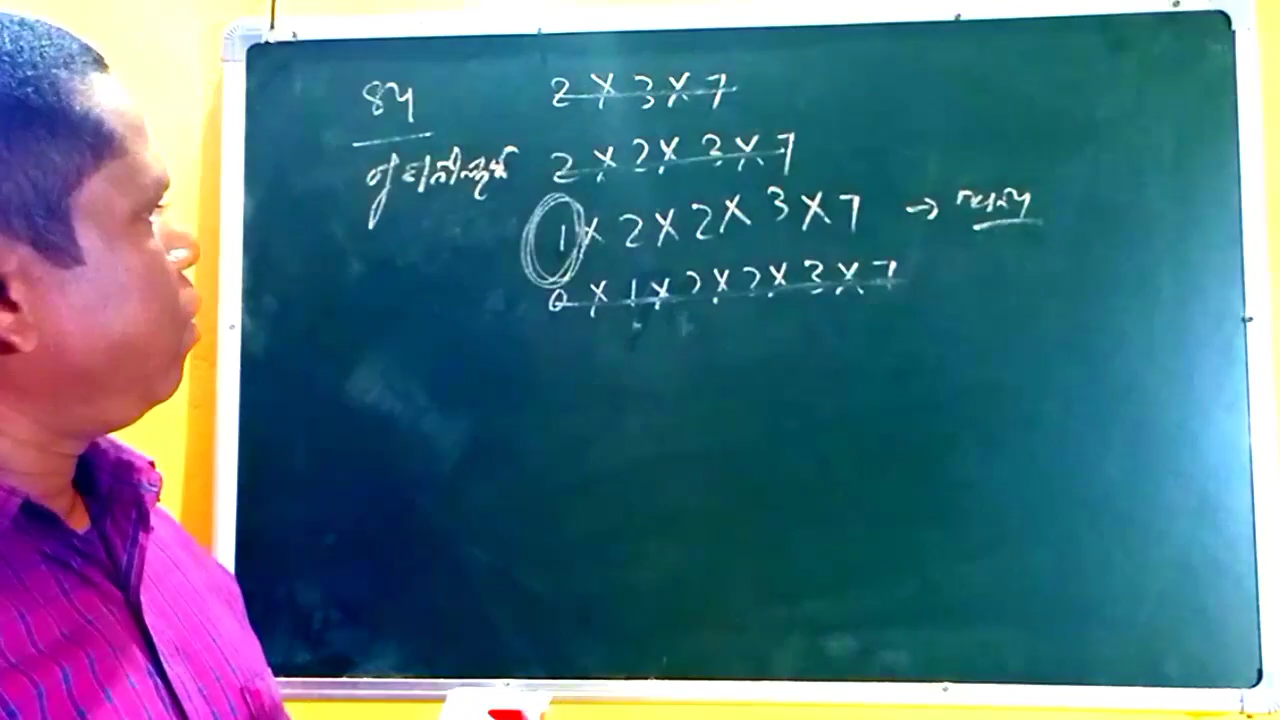 84
2 x 3 x 7
2 x 2 x 3 x 7
1 x 2 x 2 x 3 x 7 →
0 x 1 x 2 x 2 x 3 x 7